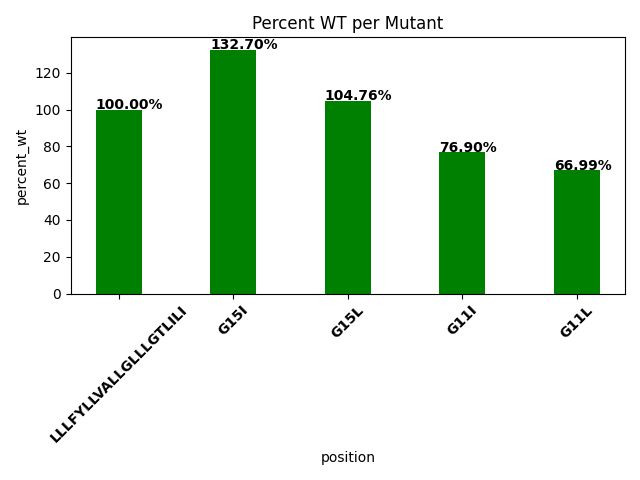 Percent WT per Mutant
percent_wt
120
100
80
60
40
20
0
100.00%
132.70%
104.76%
76.90%
66.99%
LLLFYLLVALLGLLLGTLILI
G15I
G15L
G11I
G11L
position